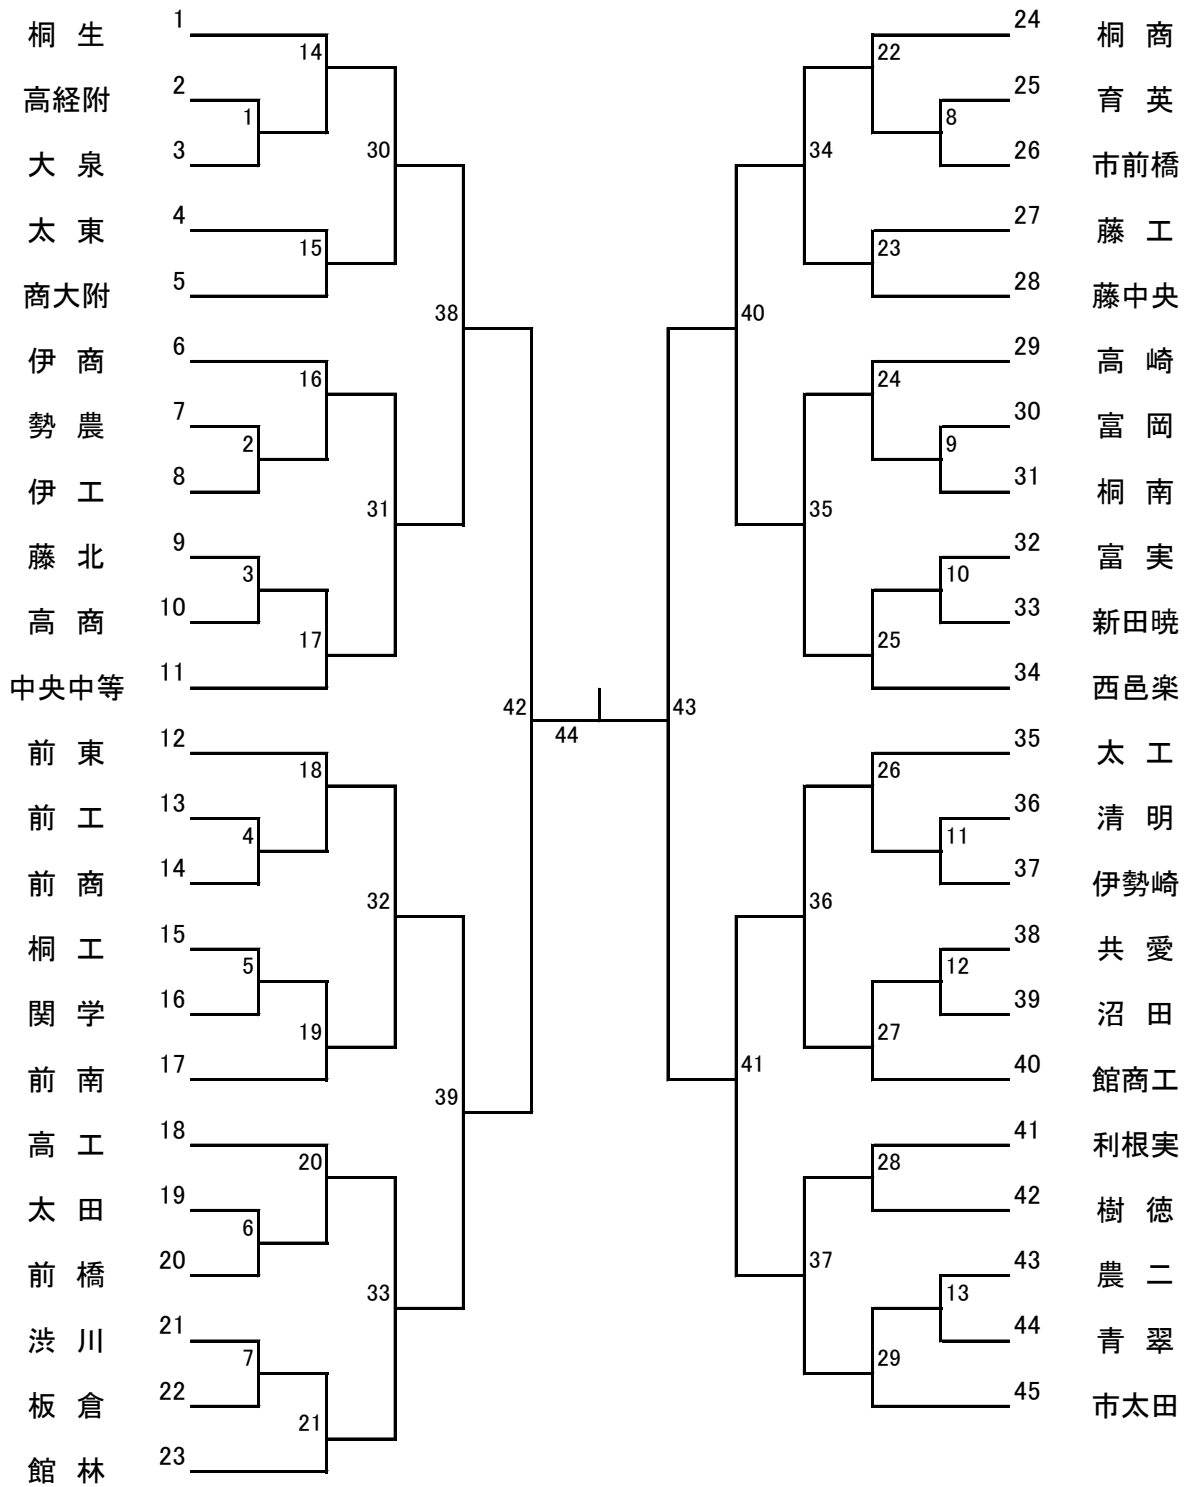 桐 生 1
高経附 2
大 泉 3
太 東 4
商大附 5
伊 商 6
勢 農 7
伊 工 8
藤 北 9
高 商 10
中央中等 11
前 東 12
前 工 13
前 商 14
桐 工 15
関 学 16
前 南 17
高 工 18
太 田 19
前 橋 20
渋 川 21
板 倉 22
館 林 23
14
1
15
16
2
3
17
18
4
5
19
20
6
7
21
30
31
32
33
38
39
42
44
43
40
41
34
35
36
37
22
8
23
24
9
10
25
26
11
12
27
28
13
29
24 桐 商
25 育 英
26 市前橋
27 藤 工
28 藤中央
29 高 崎
30 富 岡
31 桐 南
32 富 実
33 新田暁
34 西邑楽
35 太 工
36 清 明
37 伊勢崎
38 共 愛
39 沼 田
40 館商工
41 利根実
42 樹 徳
43 農 二
44 青 翠
45 市太田